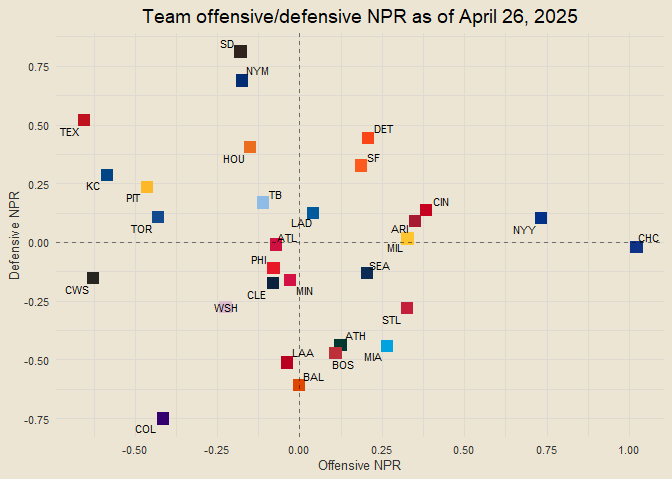 Team offensive/defensive NPR as of April 26, 2025
SD
NYM
0.75
TEX
0.50
DET
HOU
SF
KC
0.25
PIT
TB
CIN
TOR
LAD
ARI
NYY
CHC
0.00
ATL
MIL
PHI
SEA
CWS
CLE
MIN
-0.25
WSH
STL
ATH
MIA
-0.50
LAA
BOS
BAL
-0.75
COL
Defensive NPR
-0.50
-0.25
0.00
0.25
0.50
0.75
1.00
Offensive NPR